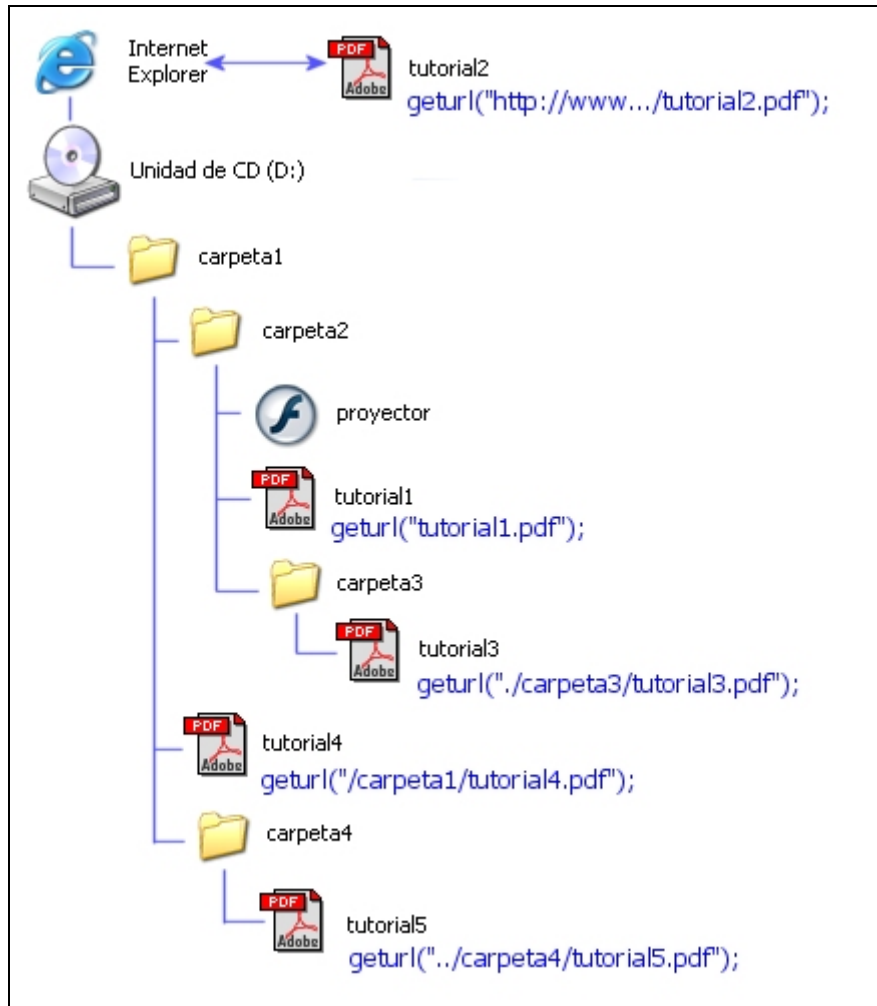 Internet
Explorer
PDF
Adobe
tutorial2
geturl("http://www.../tutorial2.pdf");
Unidad de CD (D:)
carpeta1
carpeta2
proyector
PDF
Adobe
tutorial1
geturl("tutorial1.pdf");
carpeta3
PDF
Adobe
tutorial3
geturl("./carpeta3/tutorial3.pdf");
PDF
Adobe
tutorial4
geturl("/carpeta1/tutorial4.pdf");
carpeta4
PDF
Adobe
tutorial5
geturl("../carpeta4/tutorial5.pdf");